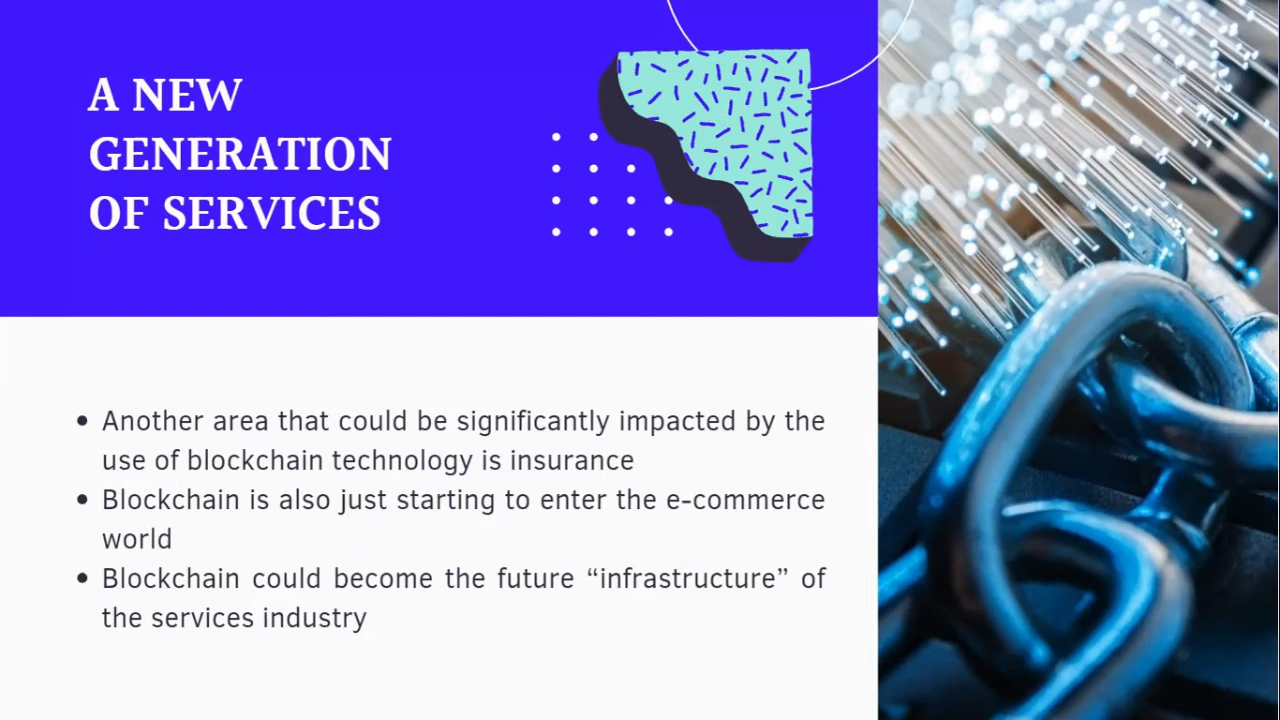 A NEW
GENERATION
OF SERVICES
• Another area that could be significantly impacted by the
use of blockchain technology is insurance
• Blockchain is also just starting to enter the e-commerce
world
• Blockchain could become the future “infrastructure” of
the services industry